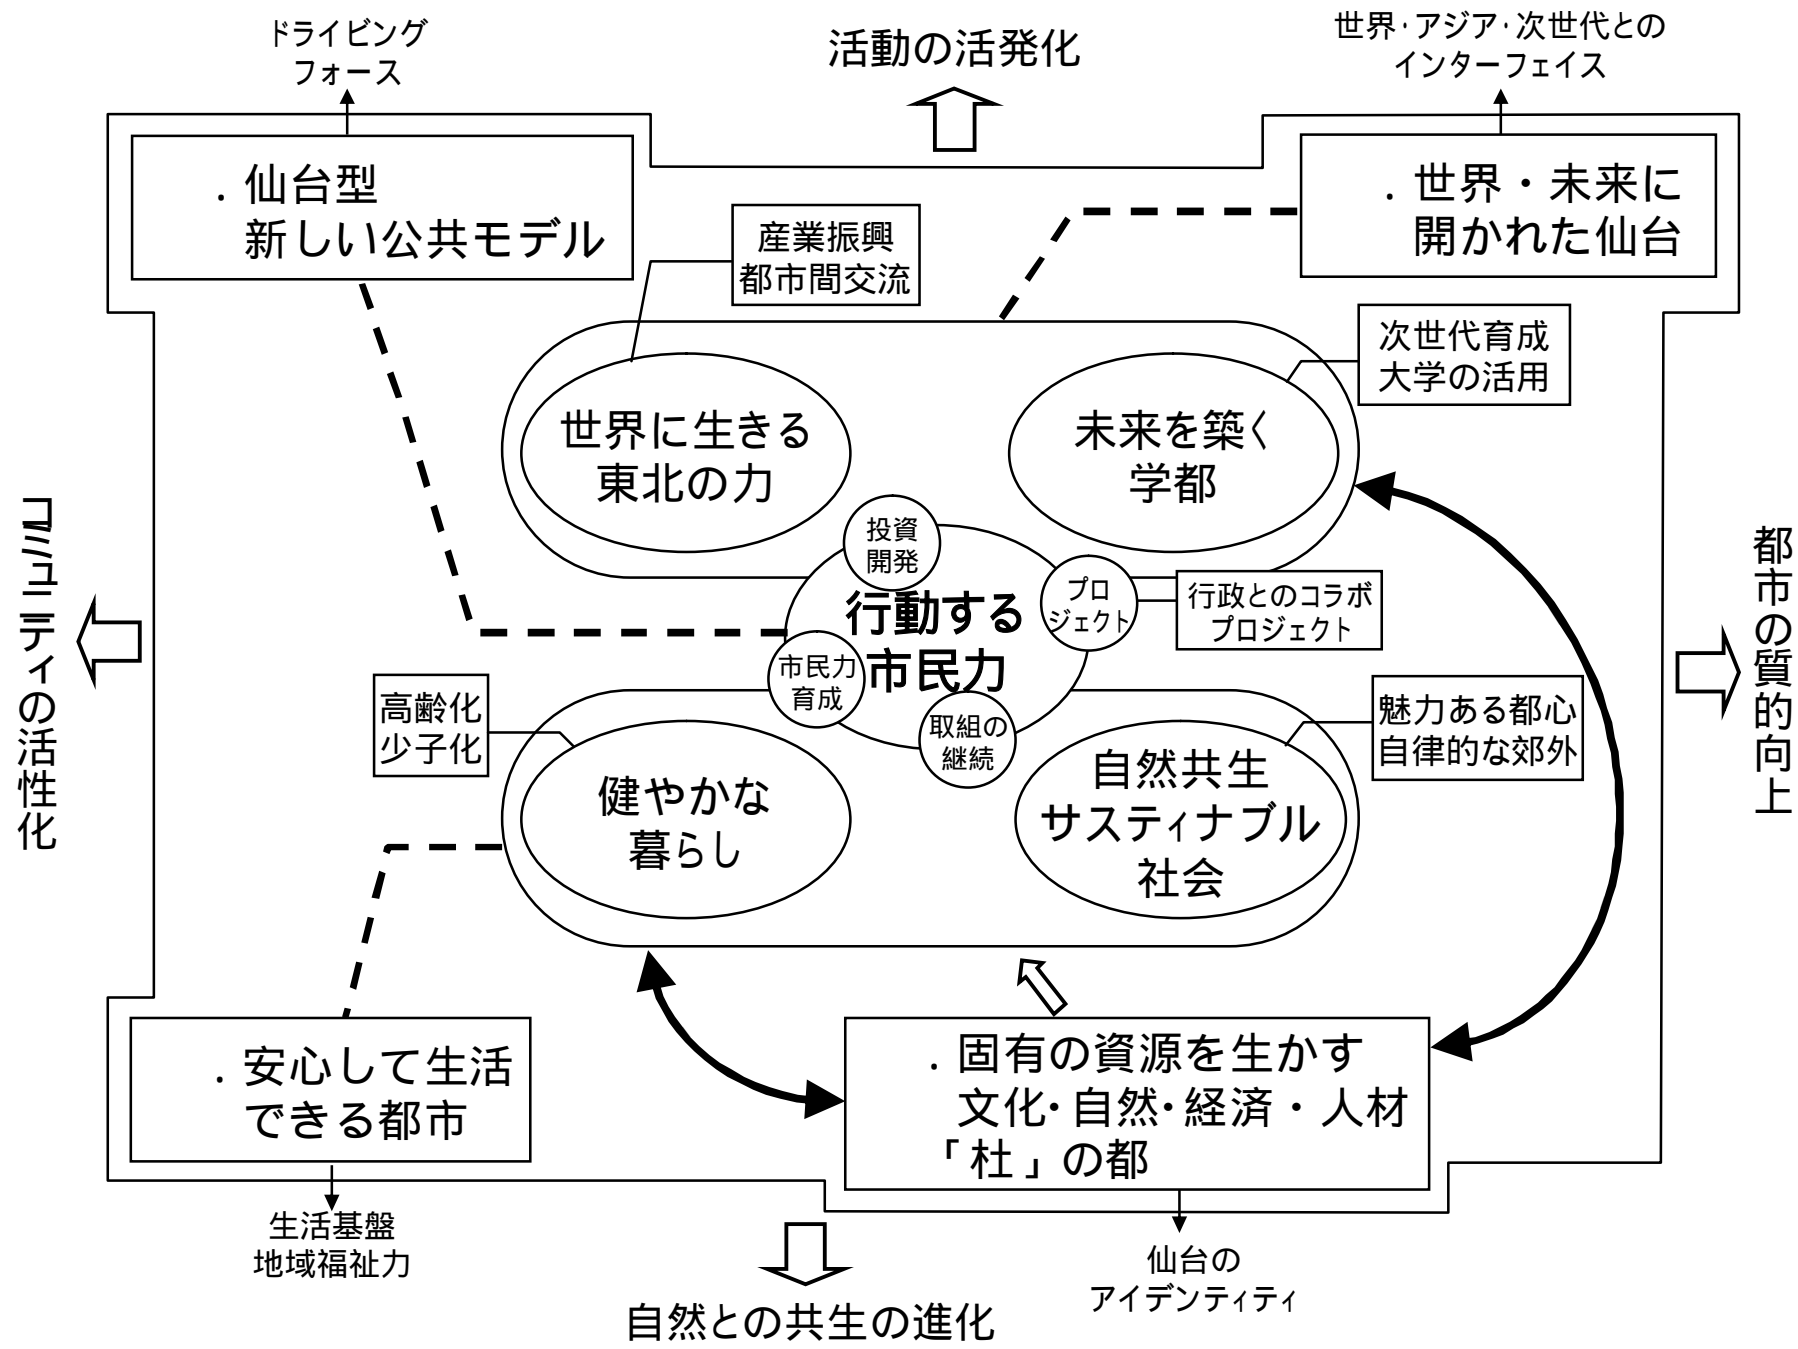 ドライビング
フォース
活動の活発化
世界・アジア・次世代との
インターフェイス
．仙台型
新しい公共モデル
．世界・未来に
開かれた仙台
産業振興
都市間交流
次世代育成
大学の活用
世界に生きる
東北の力
未来を築く
学都
投資
開発
プロ
ジェクト
行政とのコラボ
プロジェクト
行動する
市民力
市民力
育成
取組の
継続
高齢化
少子化
魅力ある都心
自律的な郊外
健やかな
暮らし
自然共生
サスティナブル
社会
コミュニティの活性化
都市の質的向上
．安心して生活
できる都市
．固有の資源を生かす
文化・自然・経済・人材
「杜」の都
生活基盤
地域福祉力
仙台の
アイデンティティ
自然との共生の進化